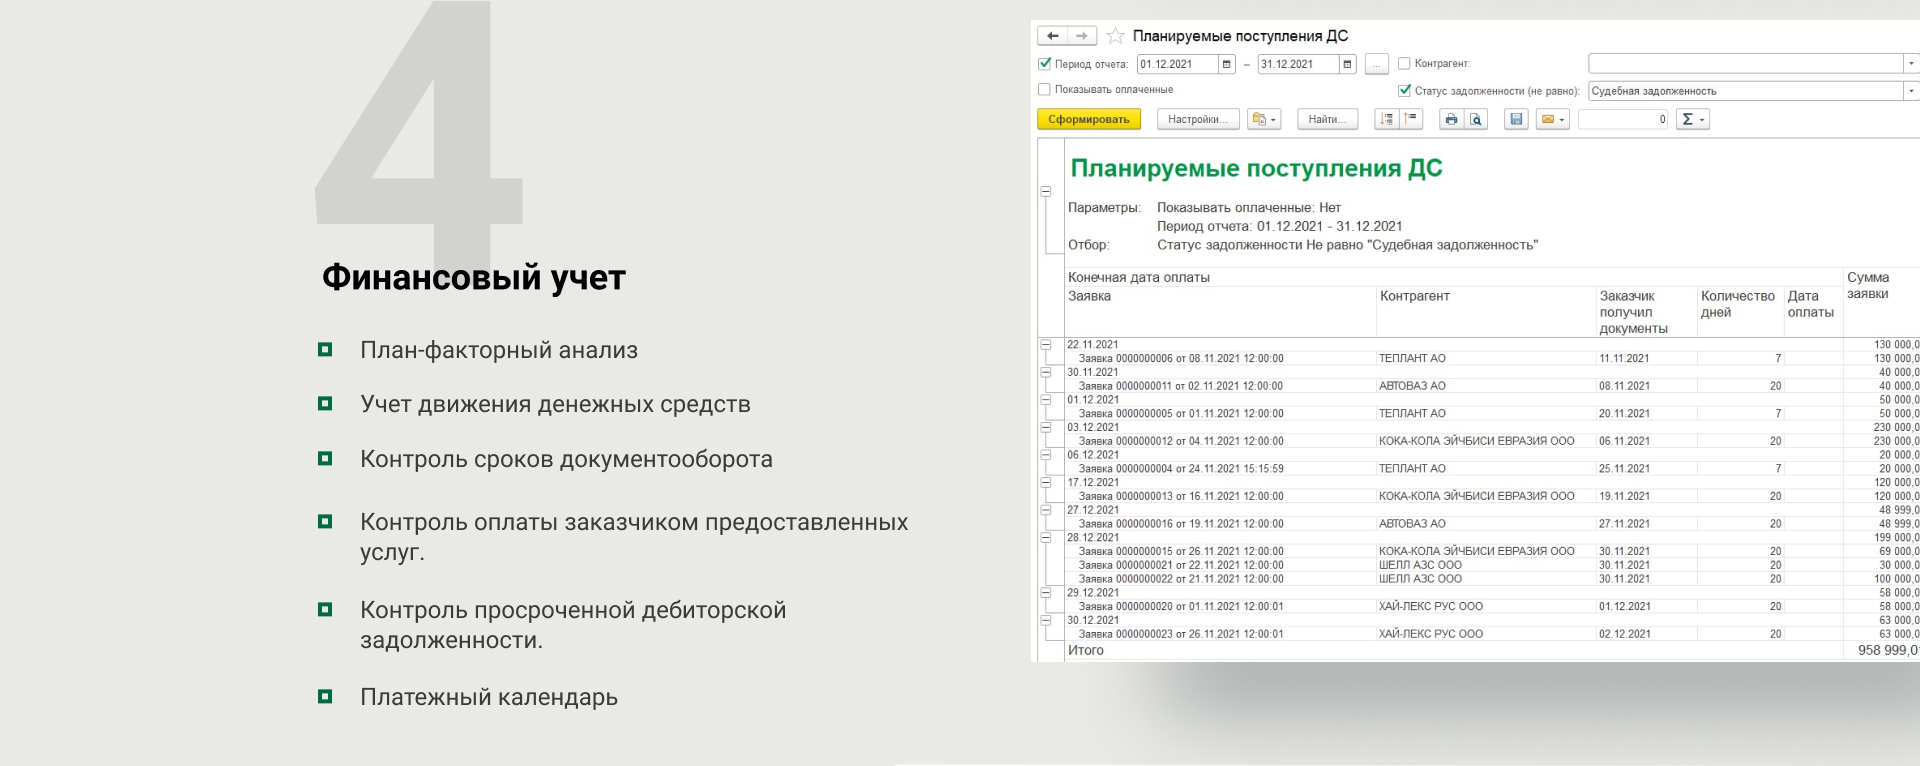 4
Финансовый учет
План-факторный анализ
Учет движения денежных средств
Контроль сроков документооборота
Контроль оплаты заказчиком предоставленных
услуг.
Контроль просроченной дебиторской
задолженности.
Платежный календарь
Планируемые поступления ДС
Период отчета: 01.12.2021 – 31.12.2021 ... Контрагент:
Показывать оплаченные Статус задолженности (не равно): Судебная задолженность
Сформировать Настройки... Найти... 0 Σ
Планируемые поступления ДС
Параметры: Показывать оплаченные: Нет
Период отчета: 01.12.2021 - 31.12.2021
Отбор: Статус задолженности Не равно "Судебная задолженность"
Конечная дата оплаты Сумма
Заявка Контрагент Заказчик Количество Дата заявки
получил дней оплаты
документы
22.11.2021 130 000,0
Заявка 0000000006 от 08.11.2021 12:00:00 ТЕПЛАНТ АО 11.11.2021 7 130 000,0
30.11.2021 40 000,0
Заявка 0000000011 от 02.11.2021 12:00:00 АВТОВАЗ АО 08.11.2021 20 40 000,0
01.12.2021 50 000,0
Заявка 0000000005 от 01.11.2021 12:00:00 ТЕПЛАНТ АО 20.11.2021 7 50 000,0
03.12.2021 230 000,0
Заявка 0000000012 от 04.11.2021 12:00:00 КОКА-КОЛА ЭЙЧБИСИ ЕВРАЗИЯ ООО 06.11.2021 20 230 000,0
06.12.2021 20 000,0
Заявка 0000000004 от 24.11.2021 15:15:59 ТЕПЛАНТ АО 25.11.2021 7 20 000,0
17.12.2021 120 000,0
Заявка 0000000013 от 16.11.2021 12:00:00 КОКА-КОЛА ЭЙЧБИСИ ЕВРАЗИЯ ООО 19.11.2021 20 120 000,0
27.12.2021 48 999,0
Заявка 0000000016 от 19.11.2021 12:00:00 АВТОВАЗ АО 27.11.2021 20 48 999,0
28.12.2021 199 000,0
Заявка 0000000015 от 26.11.2021 12:00:00 КОКА-КОЛА ЭЙЧБИСИ ЕВРАЗИЯ ООО 30.11.2021 20 69 000,0
Заявка 0000000021 от 22.11.2021 12:00:00 ШЕЛЛ АЗС ООО 30.11.2021 20 30 000,0
Заявка 0000000022 от 21.11.2021 12:00:00 ШЕЛЛ АЗС ООО 30.11.2021 20 100 000,0
29.12.2021 58 000,0
Заявка 0000000020 от 01.11.2021 12:00:01 ХАЙ-ЛЕКС РУС ООО 01.12.2021 20 58 000,0
30.12.2021 63 000,0
Заявка 0000000023 от 26.11.2021 12:00:01 ХАЙ-ЛЕКС РУС ООО 02.12.2021 20 63 000,0
Итого 958 999,0